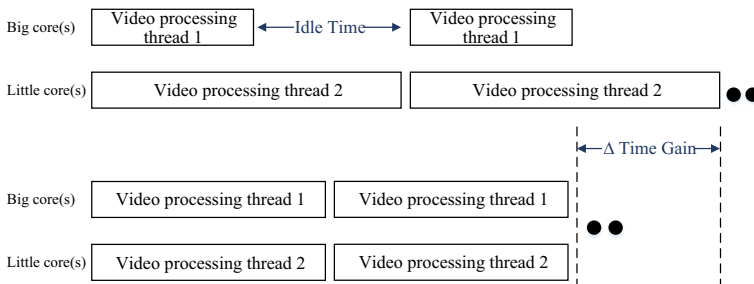 Big core(s)
Video processing
thread 1
Idle Time
Video processing
thread 1
Little core(s)
Video processing thread 2
Video processing thread 2
Δ Time Gain
Big core(s)
Video processing thread 1
Video processing thread 1
Little core(s)
Video processing thread 2
Video processing thread 2